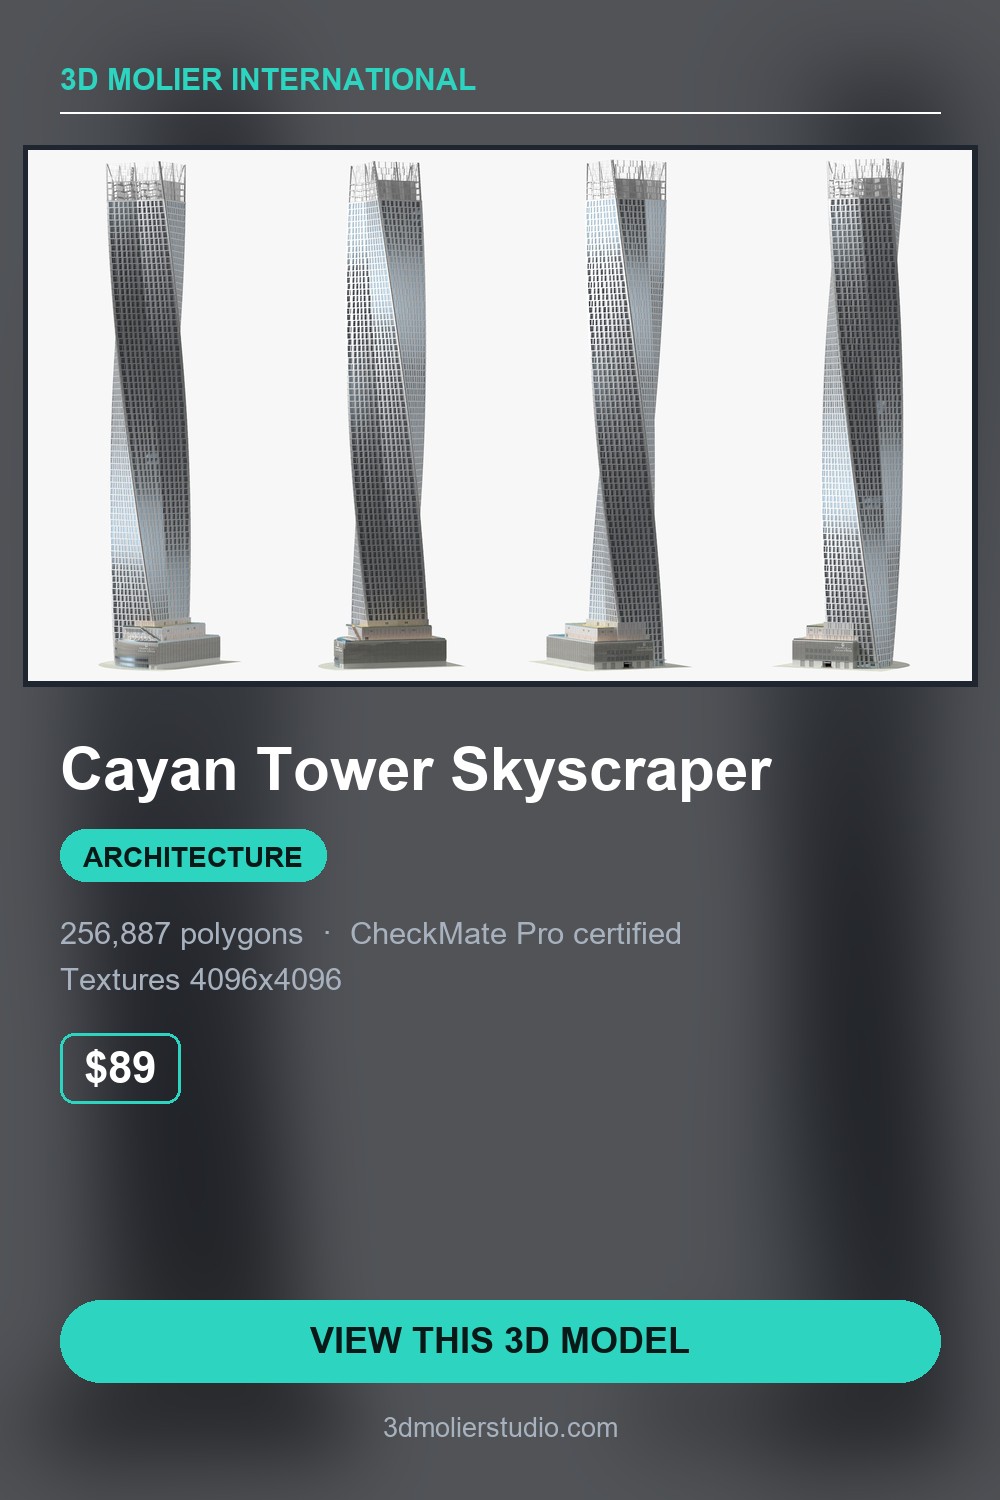 3D MOLIER INTERNATIONAL
Cayan Tower Skyscraper
ARCHITECTURE
256,887 polygons · CheckMate Pro certified
Textures 4096x4096
$89
VIEW THIS 3D MODEL
3dmolierstudio.com